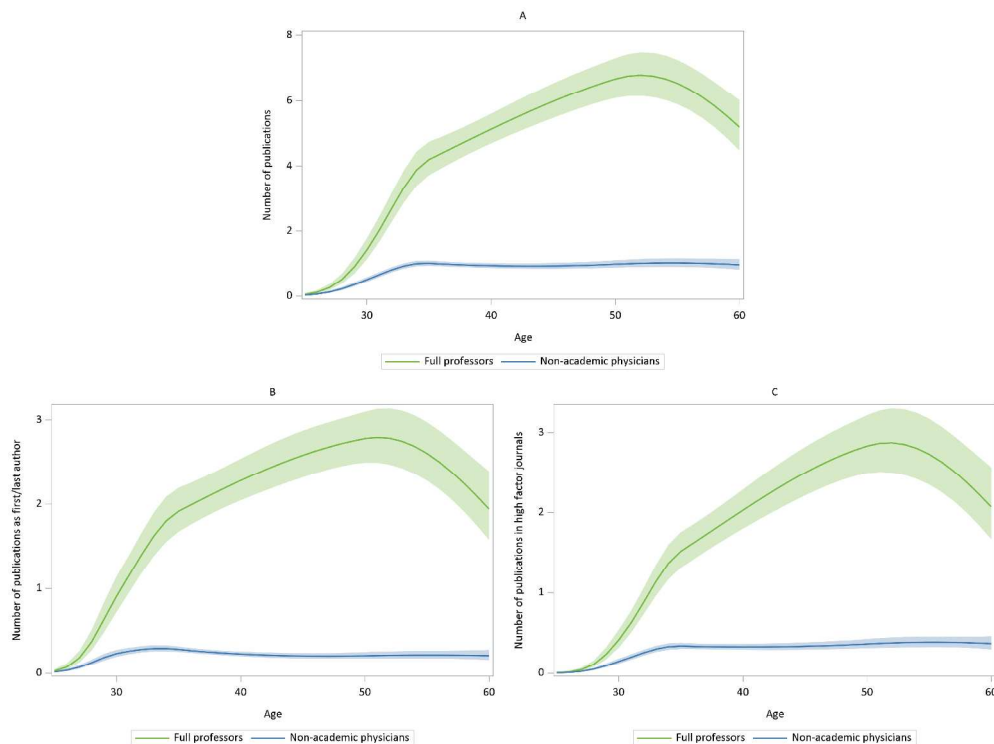 A
Number of publications
8
6
4
2
0
30 40 50 60
Age
Full professors Non-academic physicians
B
Number of publications as first/last author
3
2
1
0
30 40 50 60
Age
Full professors Non-academic physicians
C
Number of publications in high factor journals
3
2
1
0
30 40 50 60
Age
Full professors Non-academic physicians